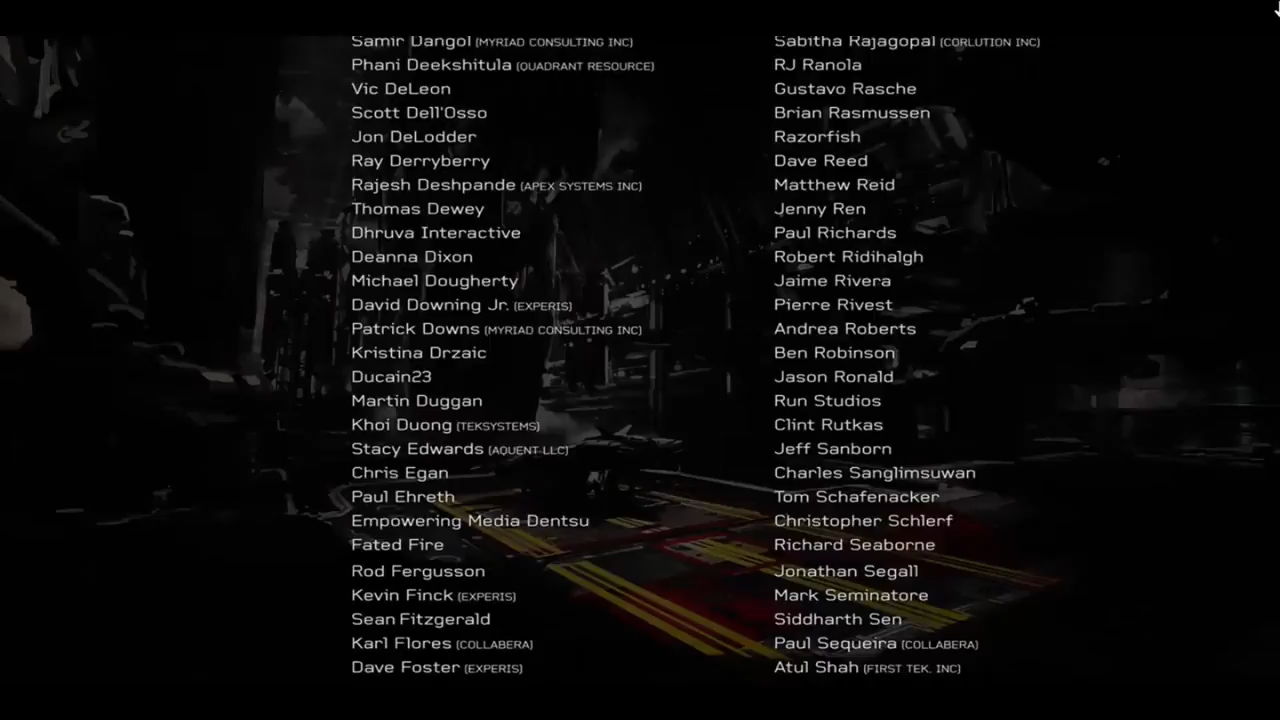 Samir Dangol (MYRIAD CONSULTING INC)
Phani Deekshitula (QUADRANT RESOURCE)
Vic DeLeon
Scott Dell'Osso
Jon DeLodder
Ray Derryberry
Rajesh Deshpande (APEX SYSTEMS INC)
Thomas Dewey
Dhruva Interactive
Deanna Dixon
Michael Dougherty
David Downing Jr. (EXPERIS)
Patrick Downs (MYRIAD CONSULTING INC)
Kristina Drzaic
Ducain23
Martin Duggan
Khoi Duong (TEKSYSTEMS)
Stacy Edwards (AQUENT LLC)
Chris Egan
Paul Ehreth
Empowering Media Dentsu
Fated Fire
Rod Fergusson
Kevin Finck (EXPERIS)
Sean Fitzgerald
Karl Flores (COLLABERA)
Dave Foster (EXPERIS)
Sabitha Rajagopal (CORLUTION INC)
RJ Ranola
Gustavo Rasche
Brian Rasmussen
Razorfish
Dave Reed
Matthew Reid
Jenny Ren
Paul Richards
Robert Ridihalgh
Jaime Rivera
Pierre Rivest
Andrea Roberts
Ben Robinson
Jason Ronald
Run Studios
Clint Rutkas
Jeff Sanborn
Charles Sanglimsuwan
Tom Schafenacker
Christopher Schlerf
Richard Seaborne
Jonathan Segall
Mark Seminatore
Siddharth Sen
Paul Sequeira (COLLABERA)
Atul Shah (FIRST TEK. INC)